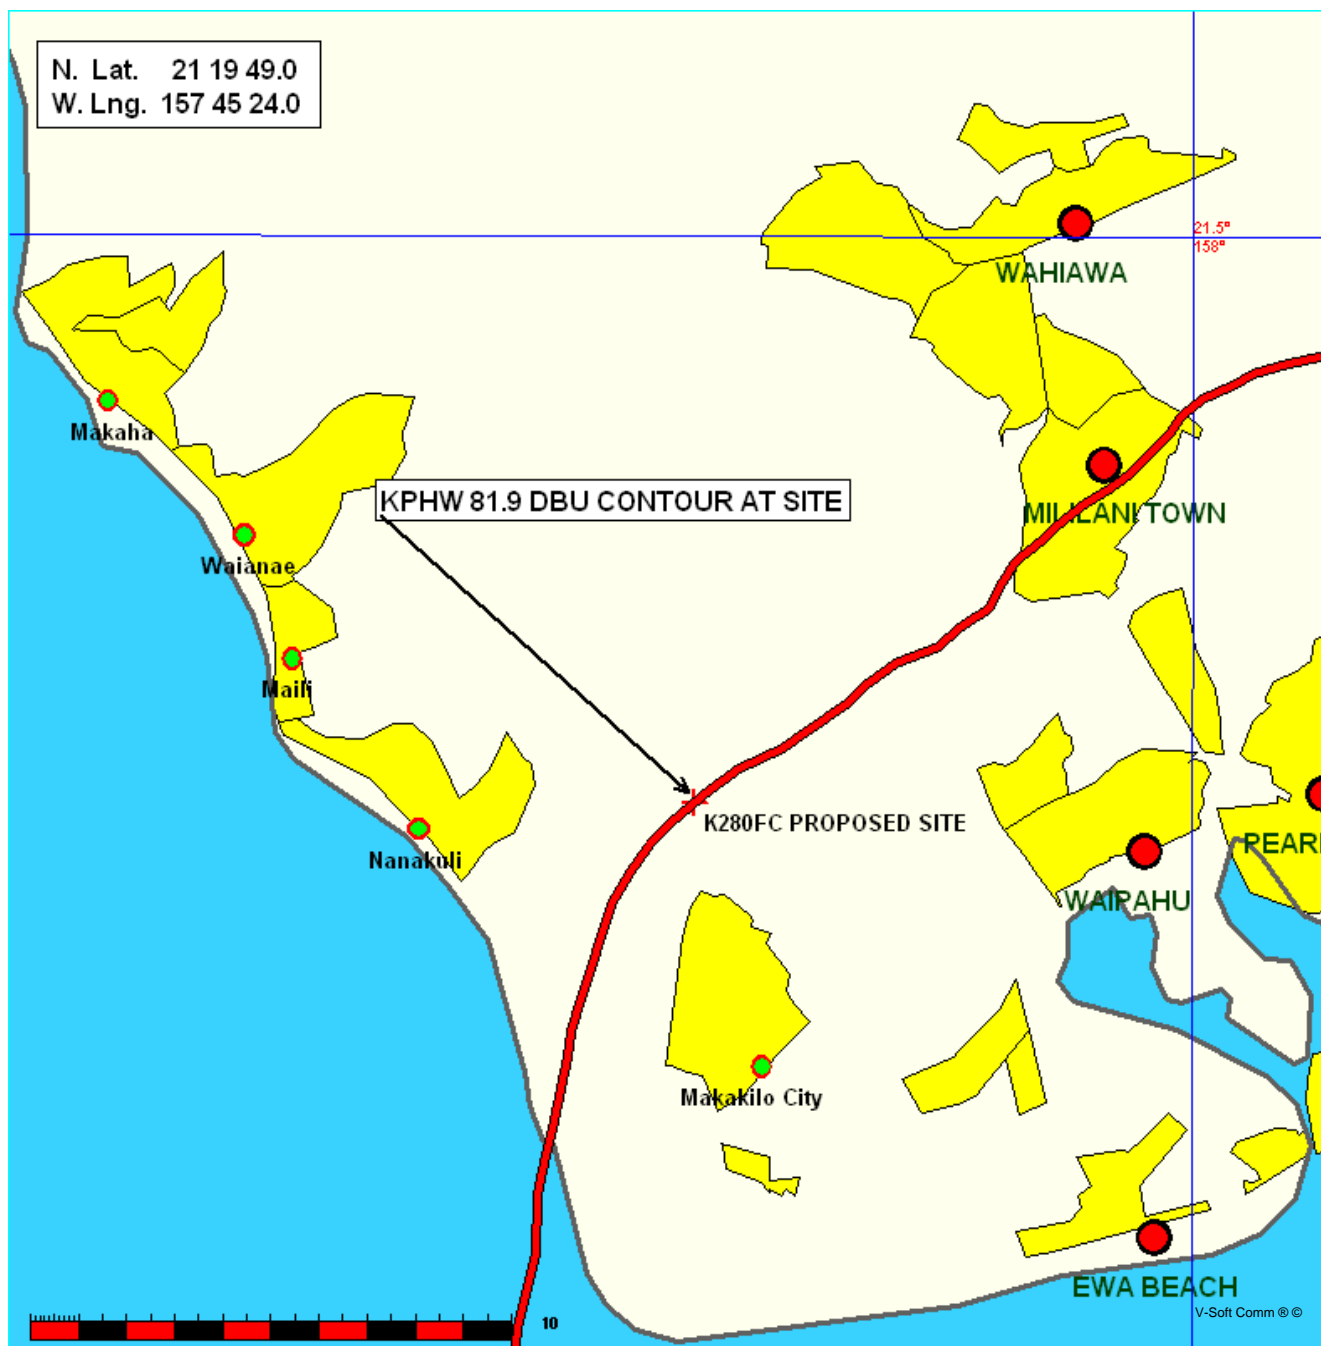 N. Lat. 21 19 49.0
W. Lng. 157 45 24.0
21.5°
158°
WAHIAWA
Makaha
KPHW 81.9 DBU CONTOUR AT SITE
MILILANI TOWN
Waianae
Maili
K280FC PROPOSED SITE
Nanakuli
PEARL
WAIPAHU
Makakilo City
EWA BEACH
V-Soft Comm ® ©
10